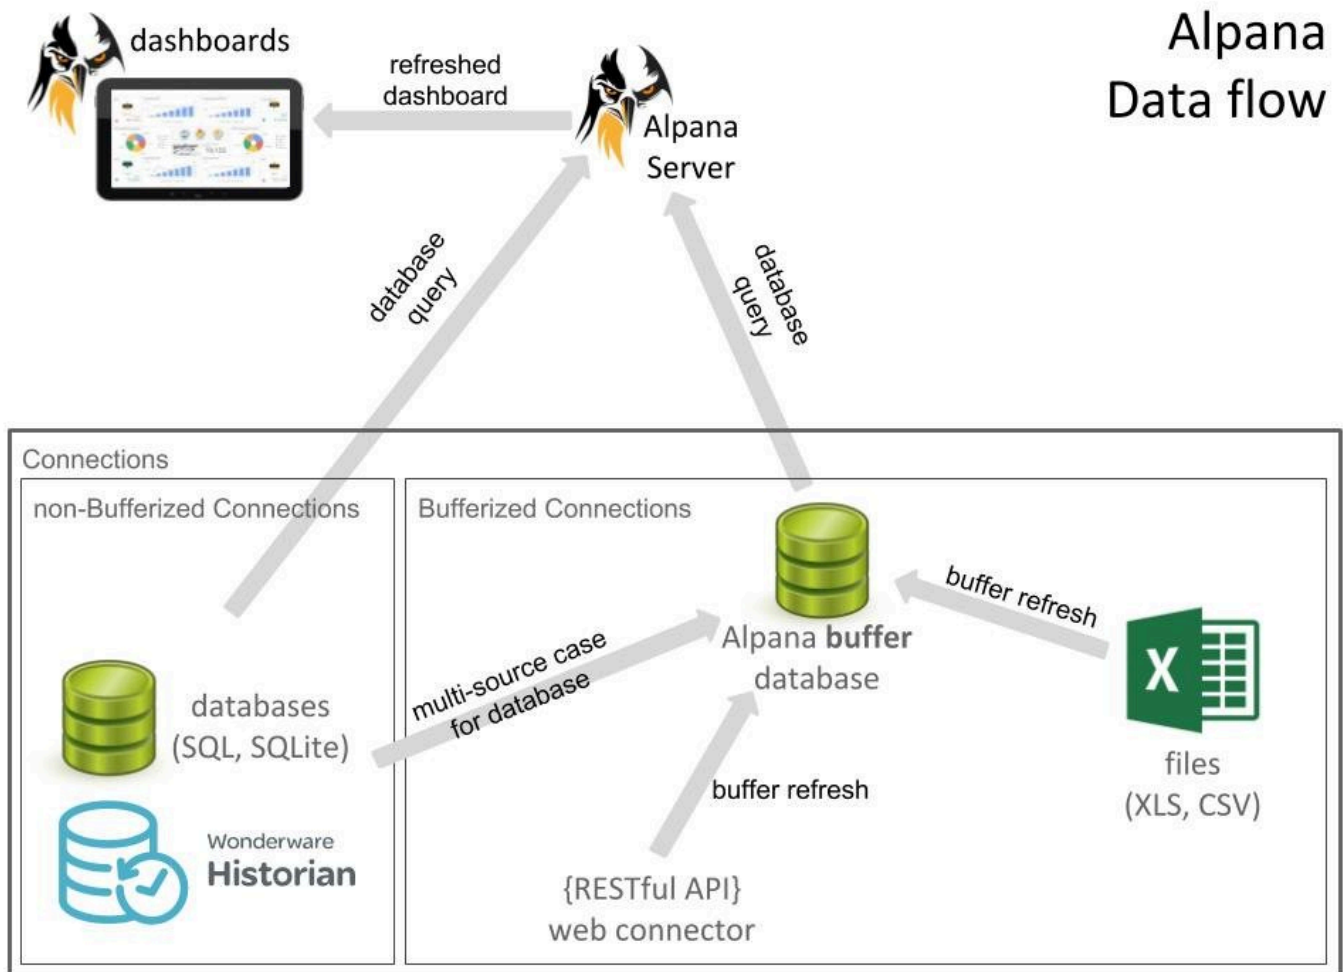 Alpana
Data flow
dashboards
refreshed
dashboard
Alpana
Server
database
query
database
query
Connections
non-Bufferized Connections
Bufferized Connections
buffer refresh
Alpana buffer
database
multi-source case
for database
databases
(SQL, SQLite)
X
files
(XLS, CSV)
buffer refresh
Wonderware
Historian
{RESTful API}
web connector